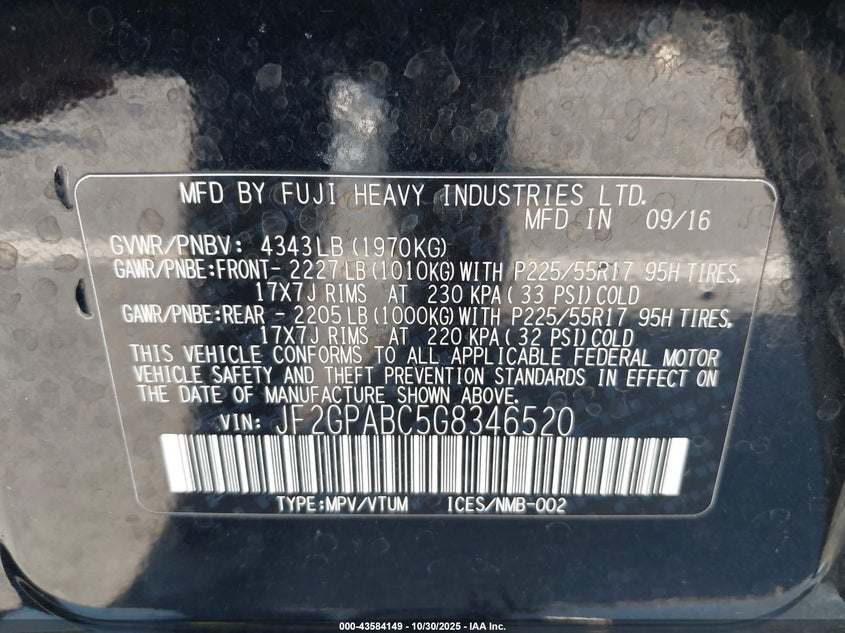 MFD BY FUJI HEAVY INDUSTRIES LTD.
MFD IN 09/16
GVWR/PNBV: 4343LB(1970KG)
GAWR/PNBE:FRONT- 2227LB(1010KG)WITH P225/55R17 95H TIRES,
17X7J RIMS AT 230 KPA(33 PSI)COLD
GAWR/PNBE:REAR - 2205LB(1000KG)WITH P225/55R17 95H TIRES,
17X7J RIMS AT 220 KPA(32 PSI)COLD
THIS VEHICLE CONFORMS TO ALL APPLICABLE FEDERAL MOTOR
VEHICLE SAFETY AND THEFT PREVENTION STANDARDS IN EFFECT ON
THE DATE OF MANUFACTURE SHOWN ABOVE.
VIN: JF2GPABC5G8346520
TYPE:MPV/VTUM ICES/NMB-002
000-43584149 - 10/30/2025 - IAA Inc.